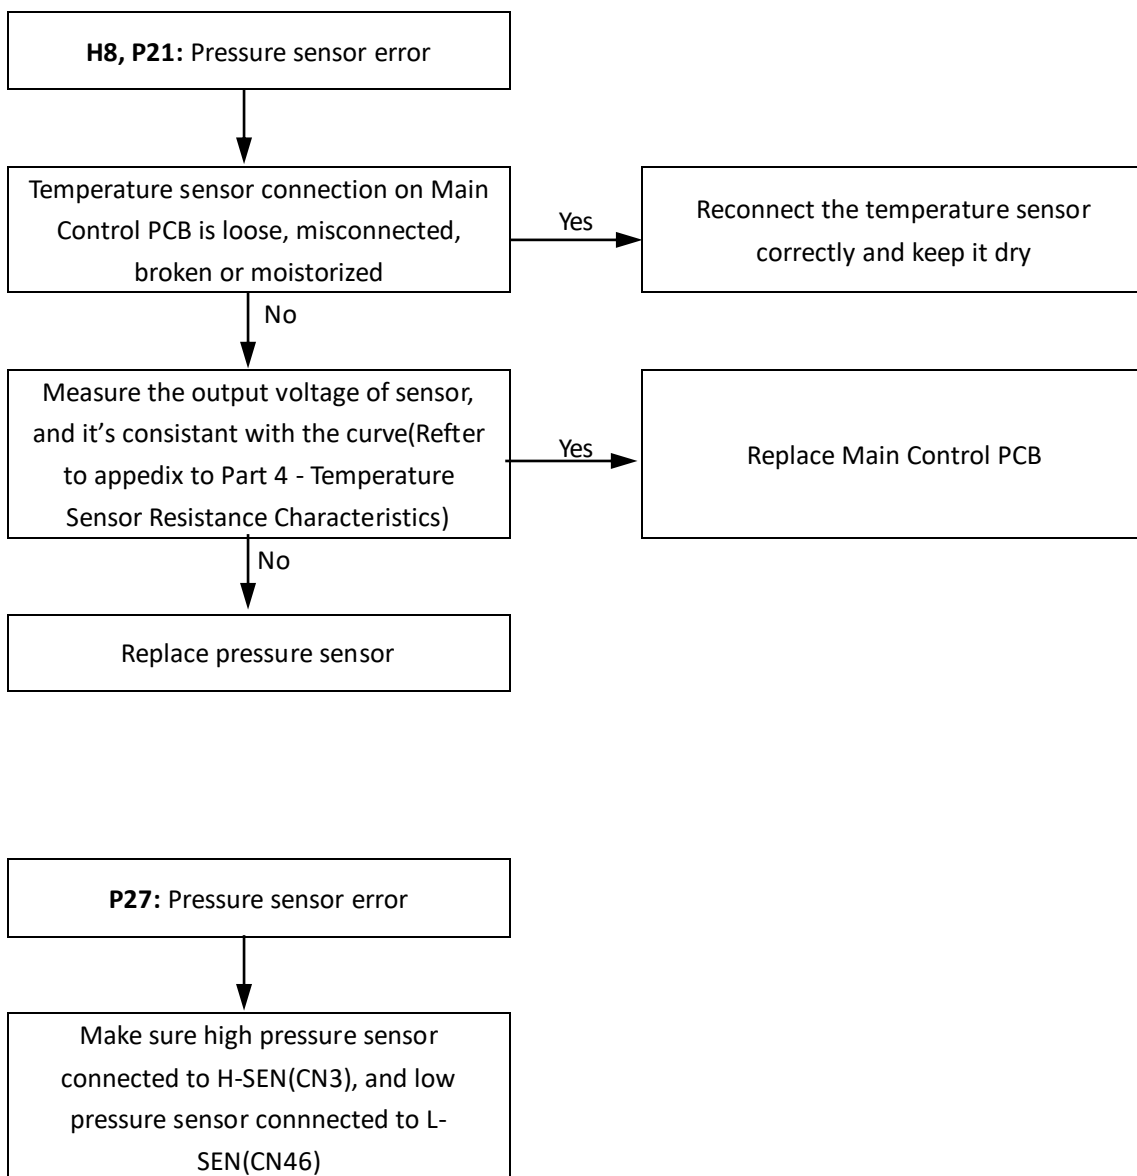 H8, P21: Pressure sensor error
Temperature sensor connection on Main
Control PCB is loose, misconnected,
broken or moistorized
Yes
Reconnect the temperature sensor
correctly and keep it dry
No
Measure the output voltage of sensor,
and it’s consistant with the curve(Refter
to appedix to Part 4 - Temperature
Sensor Resistance Characteristics)
Yes
Replace Main Control PCB
No
Replace pressure sensor
P27: Pressure sensor error
Make sure high pressure sensor
connected to H-SEN(CN3), and low
pressure sensor connnected to L-
SEN(CN46)